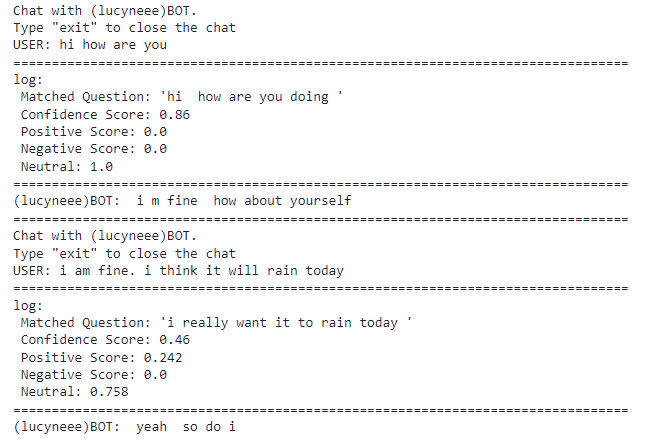 Chat with (lucyneee)BOT.
Type "exit" to close the chat
USER: hi how are you
================================================================================
log:
 Matched Question: 'hi  how are you doing '
 Confidence Score: 0.86
 Positive Score: 0.0
 Negative Score: 0.0
 Neutral: 1.0
================================================================================
(lucyneee)BOT:  i m fine  how about yourself
================================================================================
Chat with (lucyneee)BOT.
Type "exit" to close the chat
USER: i am fine. i think it will rain today
================================================================================
log:
 Matched Question: 'i really want it to rain today '
 Confidence Score: 0.46
 Positive Score: 0.242
 Negative Score: 0.0
 Neutral: 0.758
================================================================================
(lucyneee)BOT:  yeah  so do i